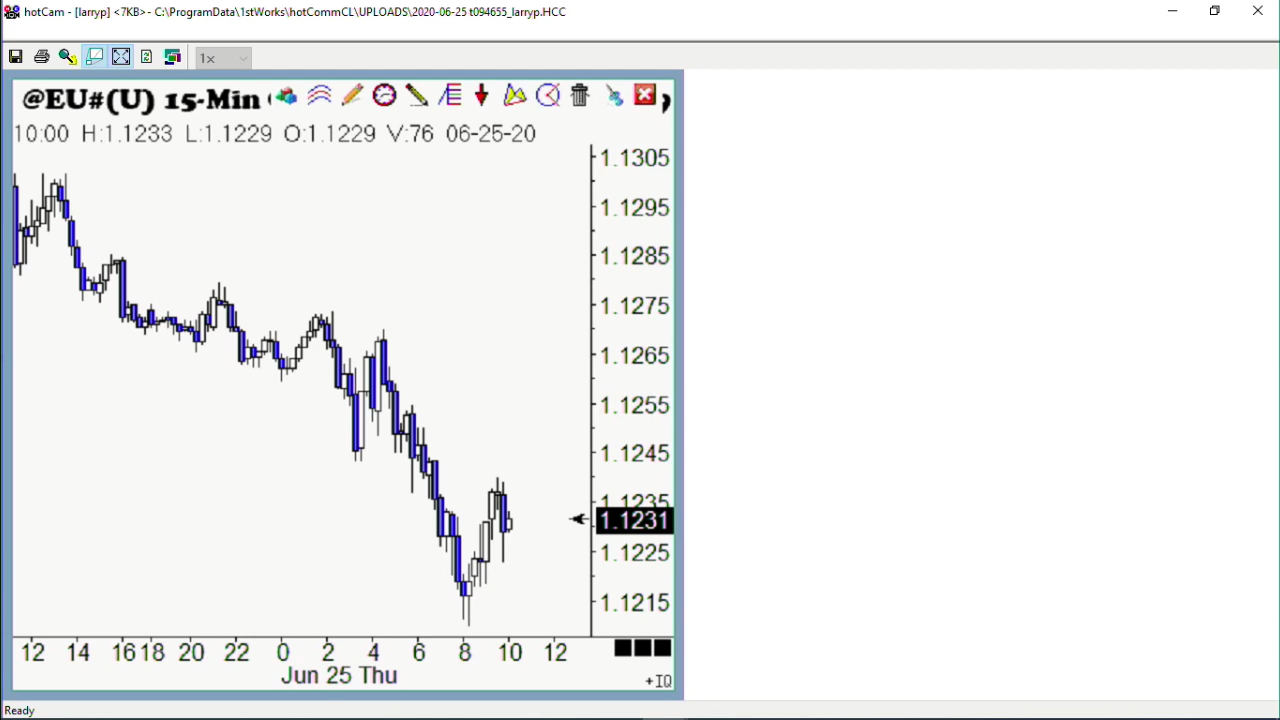 hotCam - [larryp] <7KB>- C:\ProgramData\1stWorks\hotCommCL\UPLOADS\2020-06-25 t094655_larryp.HCC
1x
@EU#(U) 15-Min (
10:00 H:1.1233 L:1.1229 O:1.1229 V:76 06-25-20
1.1305
1.1295
1.1285
1.1275
1.1265
1.1255
1.1245
1.1235
1.1231
1.1225
1.1215
12 14 16 18 20 22 0 2 4 6 8 10 12
Jun 25 Thu
+IQ
Ready